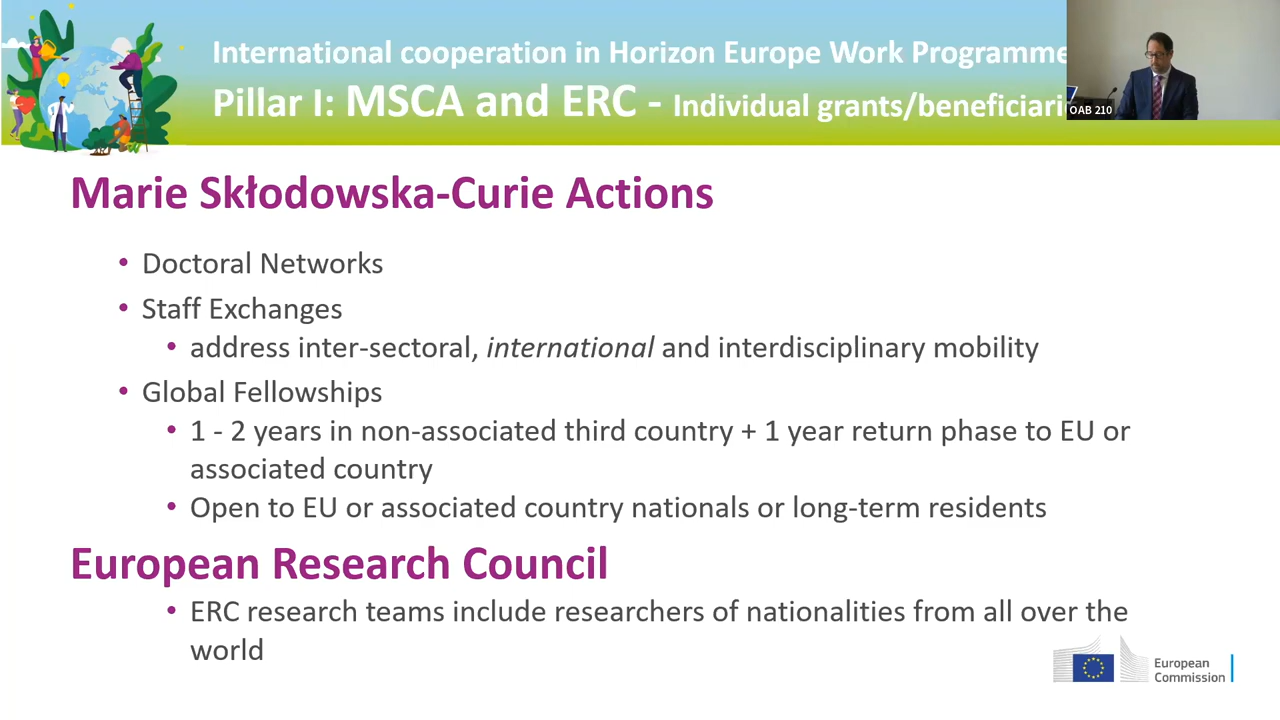 International cooperation in Horizon Europe Work Programme
Pillar I: MSCA and ERC - Individual grants/beneficiari
OAB 210
Marie Skłodowska-Curie Actions
• Doctoral Networks
• Staff Exchanges
• address inter-sectoral, international and interdisciplinary mobility
• Global Fellowships
• 1 - 2 years in non-associated third country + 1 year return phase to EU or
associated country
• Open to EU or associated country nationals or long-term residents
European Research Council
• ERC research teams include researchers of nationalities from all over the
world
European
Commission